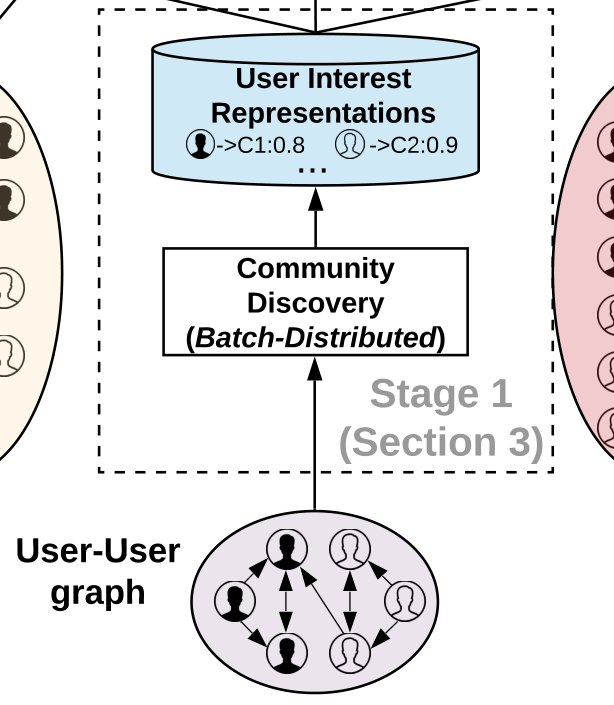 User Interest
Representations
->C1:0.8 ->C2:0.9
...
Community
Discovery
(Batch-Distributed)
Stage 1
(Section 3)
User-User
graph